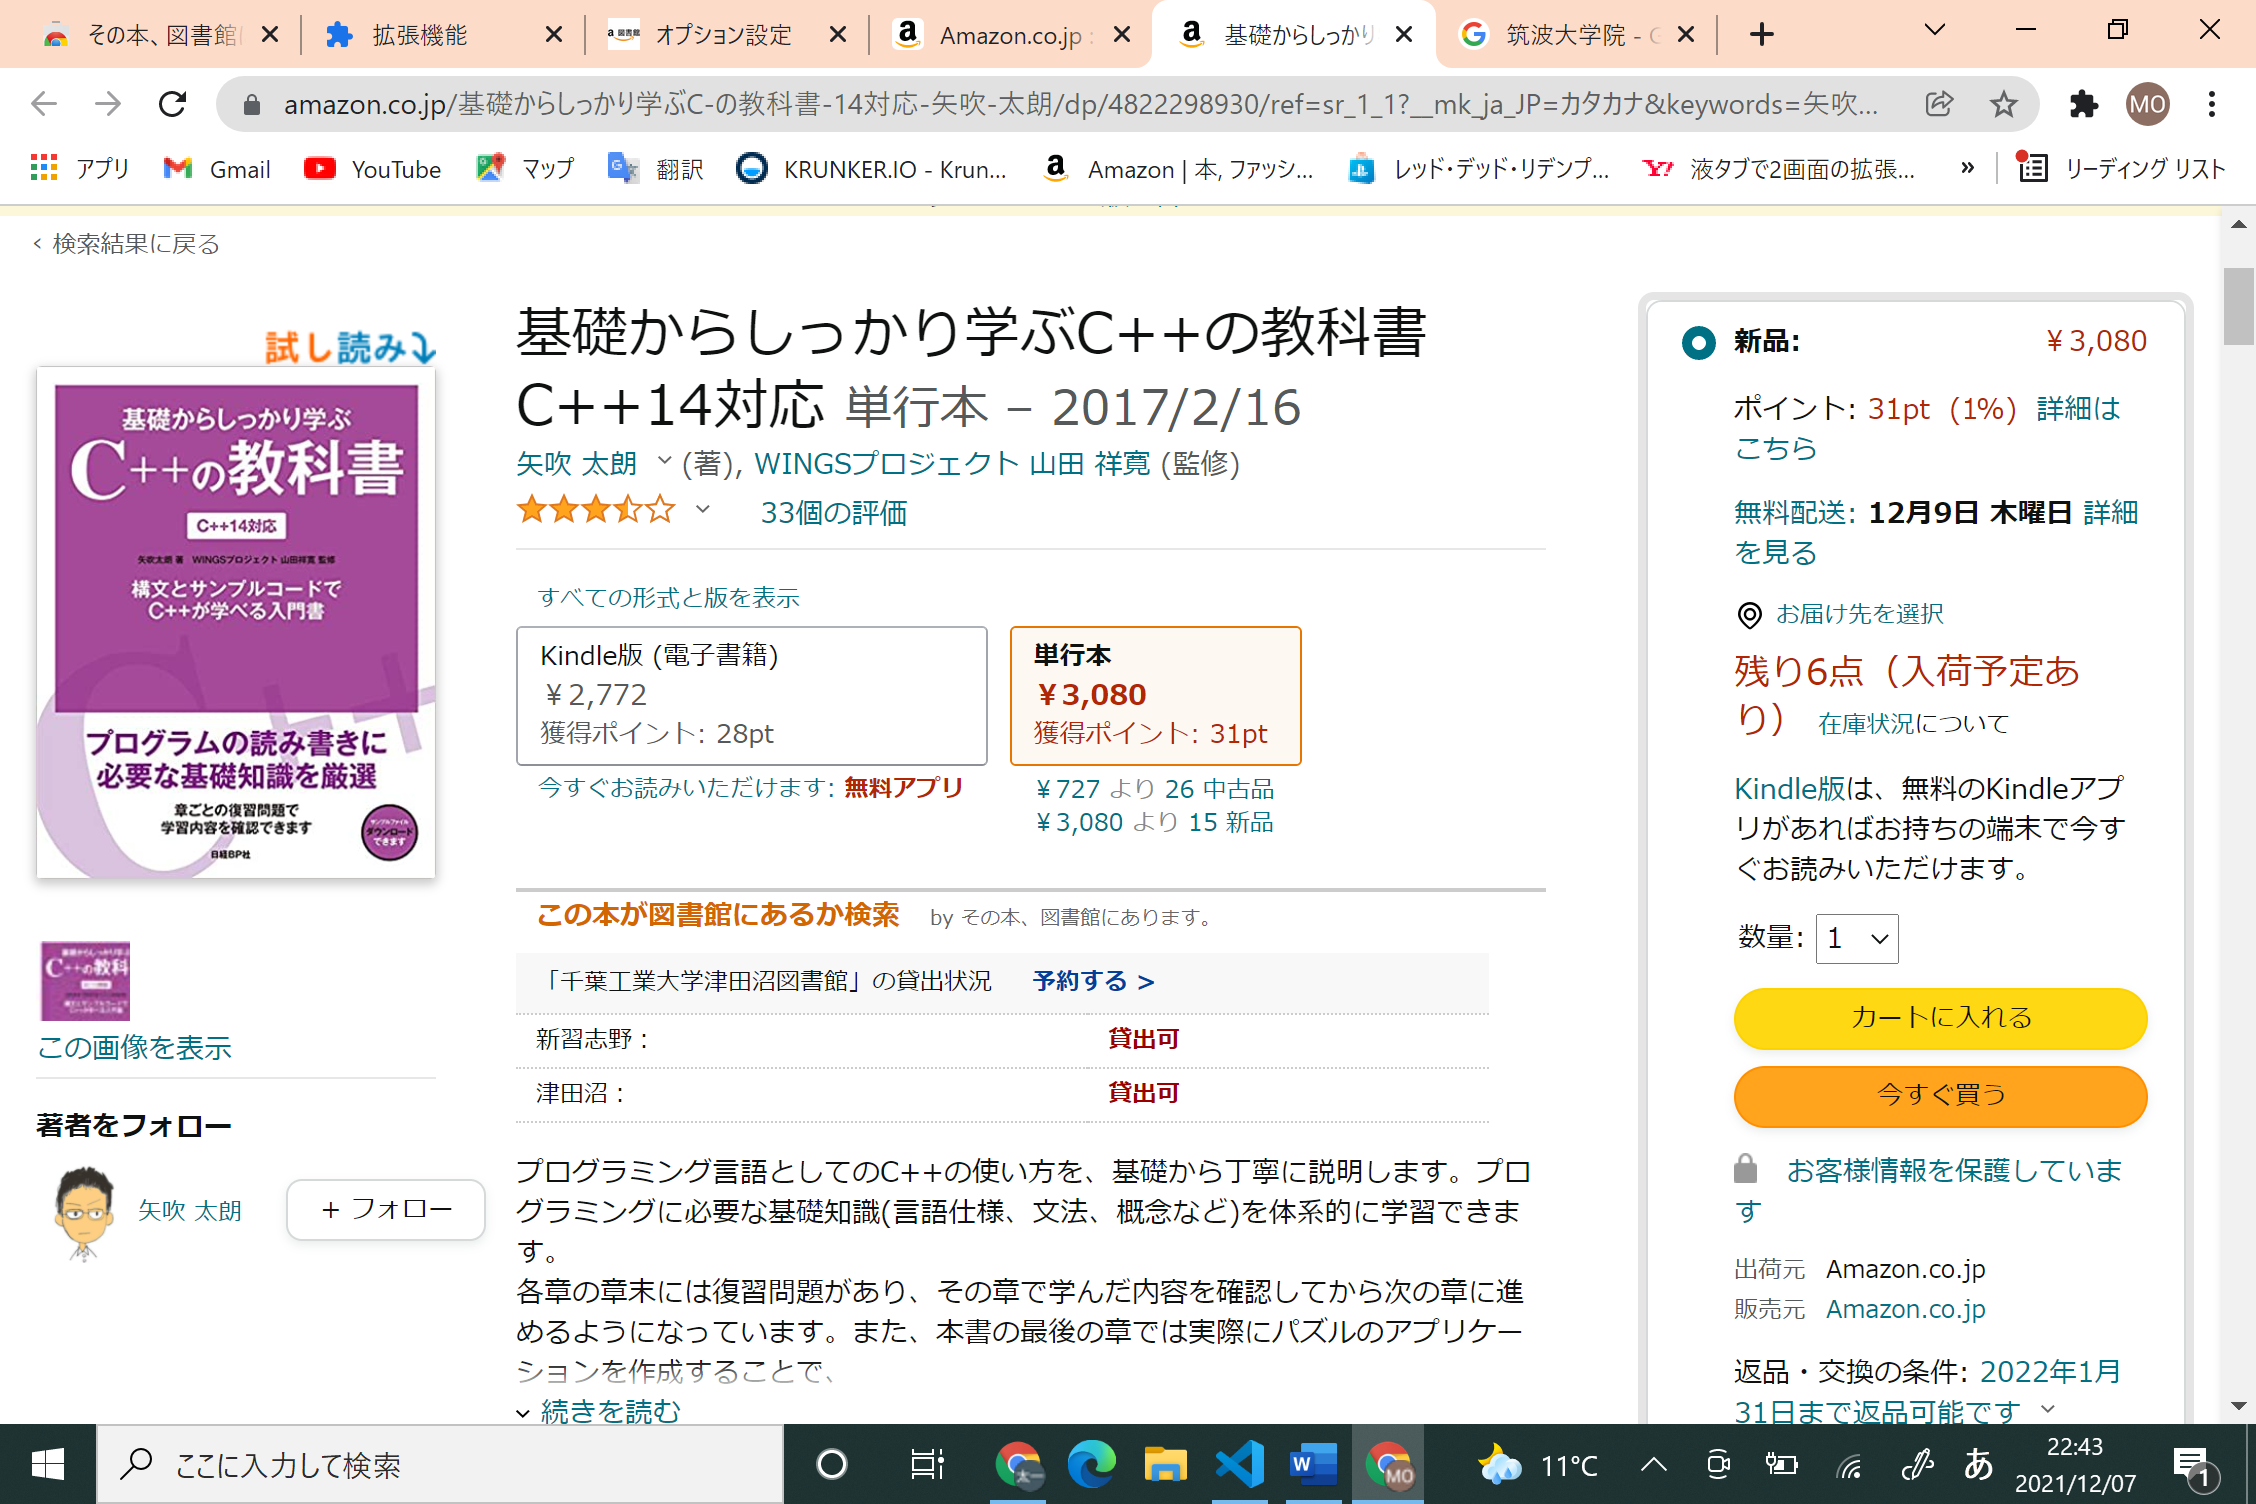 その本、図書館に
拡張機能
オプション設定
Amazon.co.jp :
基礎からしっかり
筑波大学院 - G
amazon.co.jp/基礎からしっかり学ぶC-の教科書-14対応-矢吹-太朗/dp/4822298930/ref=sr_1_1?__mk_ja_JP=カタカナ&keywords=矢吹...
MO
アプリ
Gmail
YouTube
マップ
翻訳
KRUNKER.IO - Krun...
Amazon | 本, ファッシ...
レッド・デッド・リデンプ...
液タブで2画面の拡張...
»
リーディング リスト
‹ 検索結果に戻る
試し読み
基礎からしっかり学ぶ
C++の教科書
C++14対応
矢吹太朗 著 WINGSプロジェクト 山田祥寛 監修
構文とサンプルコードで
C++が学べる入門書
プログラムの読み書きに
必要な基礎知識を厳選
章ごとの復習問題で
学習内容を確認できます
サンプルファイル
ダウンロード
できます
日経BP社
この画像を表示
著者をフォロー
矢吹 太朗
+ フォロー
基礎からしっかり学ぶC++の教科書
C++14対応 単行本 – 2017/2/16
矢吹 太朗 (著), WINGSプロジェクト 山田 祥寛 (監修)
33個の評価
すべての形式と版を表示
Kindle版 (電子書籍)
￥2,772
獲得ポイント: 28pt
今すぐお読みいただけます: 無料アプリ
単行本
￥3,080
獲得ポイント: 31pt
￥727 より 26 中古品
￥3,080 より 15 新品
この本が図書館にあるか検索 by その本、図書館にあります。
「千葉工業大学津田沼図書館」の貸出状況 予約する >
新習志野： 貸出可
津田沼： 貸出可
プログラミング言語としてのC++の使い方を、基礎から丁寧に説明します。プロ
グラミングに必要な基礎知識(言語仕様、文法、概念など)を体系的に学習できま
す。
各章の章末には復習問題があり、その章で学んだ内容を確認してから次の章に進
めるようになっています。また、本書の最後の章では実際にパズルのアプリケー
ションを作成することで、
続きを読む
新品: ￥3,080
ポイント: 31pt (1%) 詳細は
こちら
無料配送: 12月9日 木曜日 詳細
を見る
お届け先を選択
残り6点（入荷予定あ
り） 在庫状況について
Kindle版は、無料のKindleアプ
リがあればお持ちの端末で今す
ぐお読みいただけます。
数量: 1
カートに入れる
今すぐ買う
お客様情報を保護していま
す
出荷元 Amazon.co.jp
販売元 Amazon.co.jp
返品・交換の条件: 2022年1月
31日まで返品可能です
ここに入力して検索
太一
W
MO
11°C
あ
22:43
2021/12/07
1